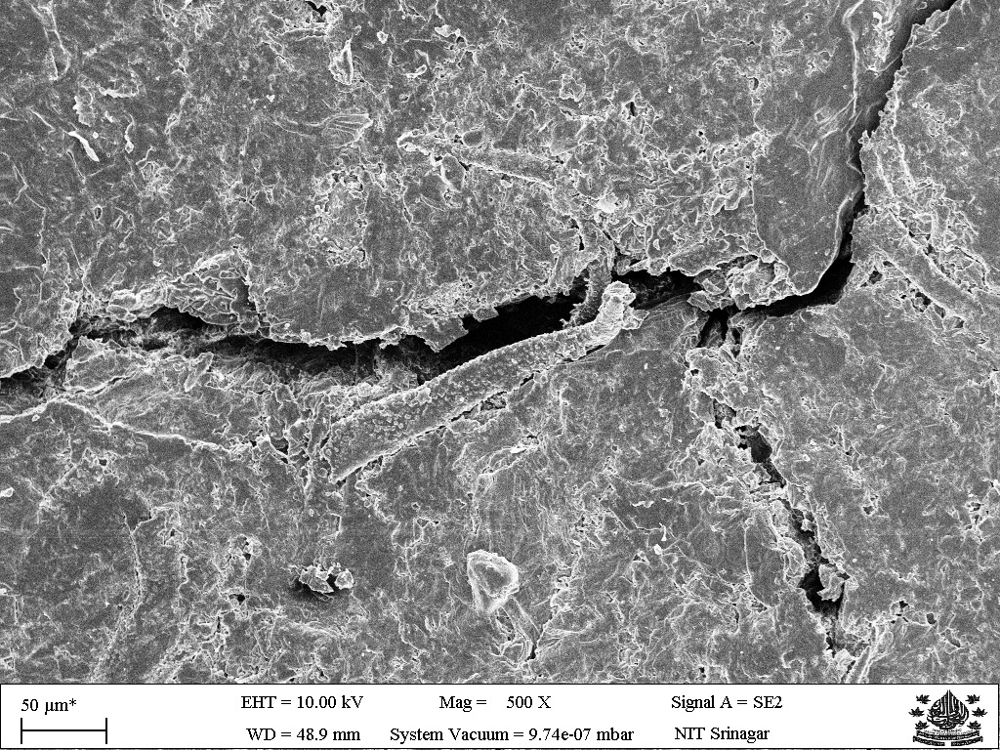 50 µm* EHT = 10.00 kV Mag = 500 X Signal A = SE2
WD = 48.9 mm System Vacuum = 9.74e-07 mbar NIT Srinagar